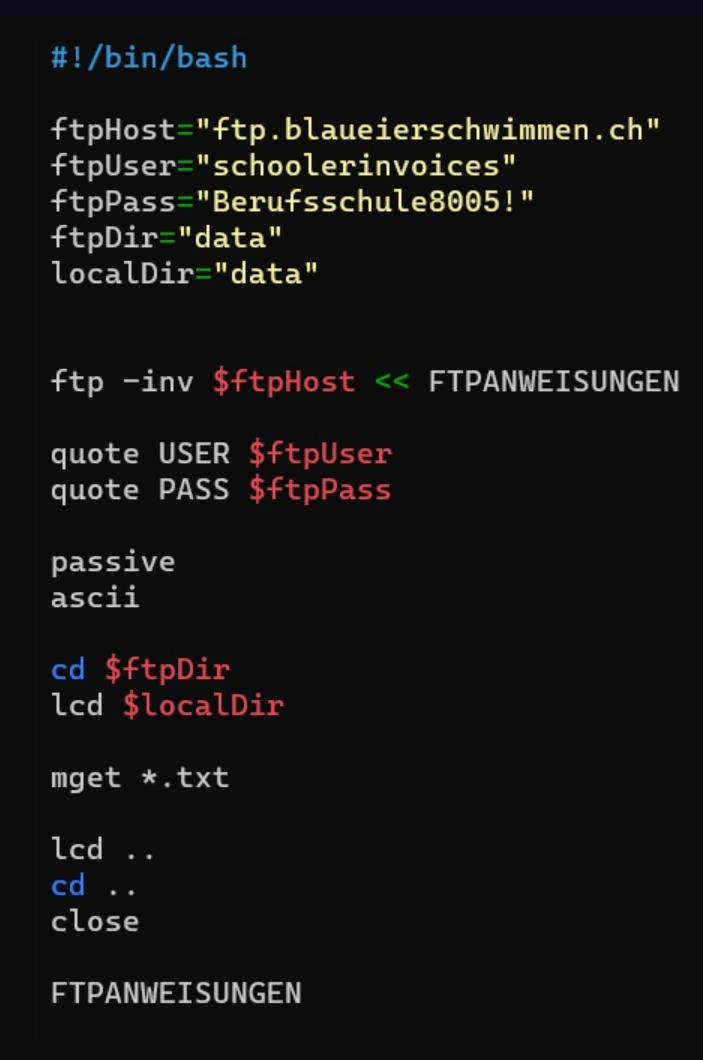 #!/bin/bash
ftpHost="ftp.blaueierschwimmen.ch"
ftpUser="schoolerinvoices"
ftpPass="Berufsschule8005!"
ftpDir="data"
localDir="data"
ftp -inv $ftpHost << FTPANWEISUNGEN
quote USER $ftpUser
quote PASS $ftpPass
passive
ascii
cd $ftpDir
lcd $localDir
mget *.txt
lcd ..
cd ..
close
FTPANWEISUNGEN